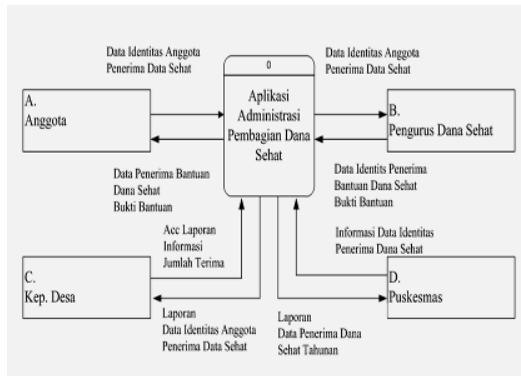 Data Identitas Anggota
Penerima Data Sehat
Data Identitas Anggota
Penerima Data Sehat
0
Aplikasi
Administrasi
Pembagian Dana
Sehat
A.
Anggota
B.
Pengurus Dana Sehat
Data Penerima Bantuan
Dana Sehat
Bukti Bantuan
Data Identits Penerima
Bantuan Dana Sehat
Bukti Bantuan
Acc Laporan
Informasi
Jumlah Terima
Informasi Data Identitas
Penerima Dana Sehat
C.
Kep. Desa
D.
Puskesmas
Laporan
Data Identitas Anggota
Penerima Data Sehat
Laporan
Data Penerima Dana
Sehat Tahunan